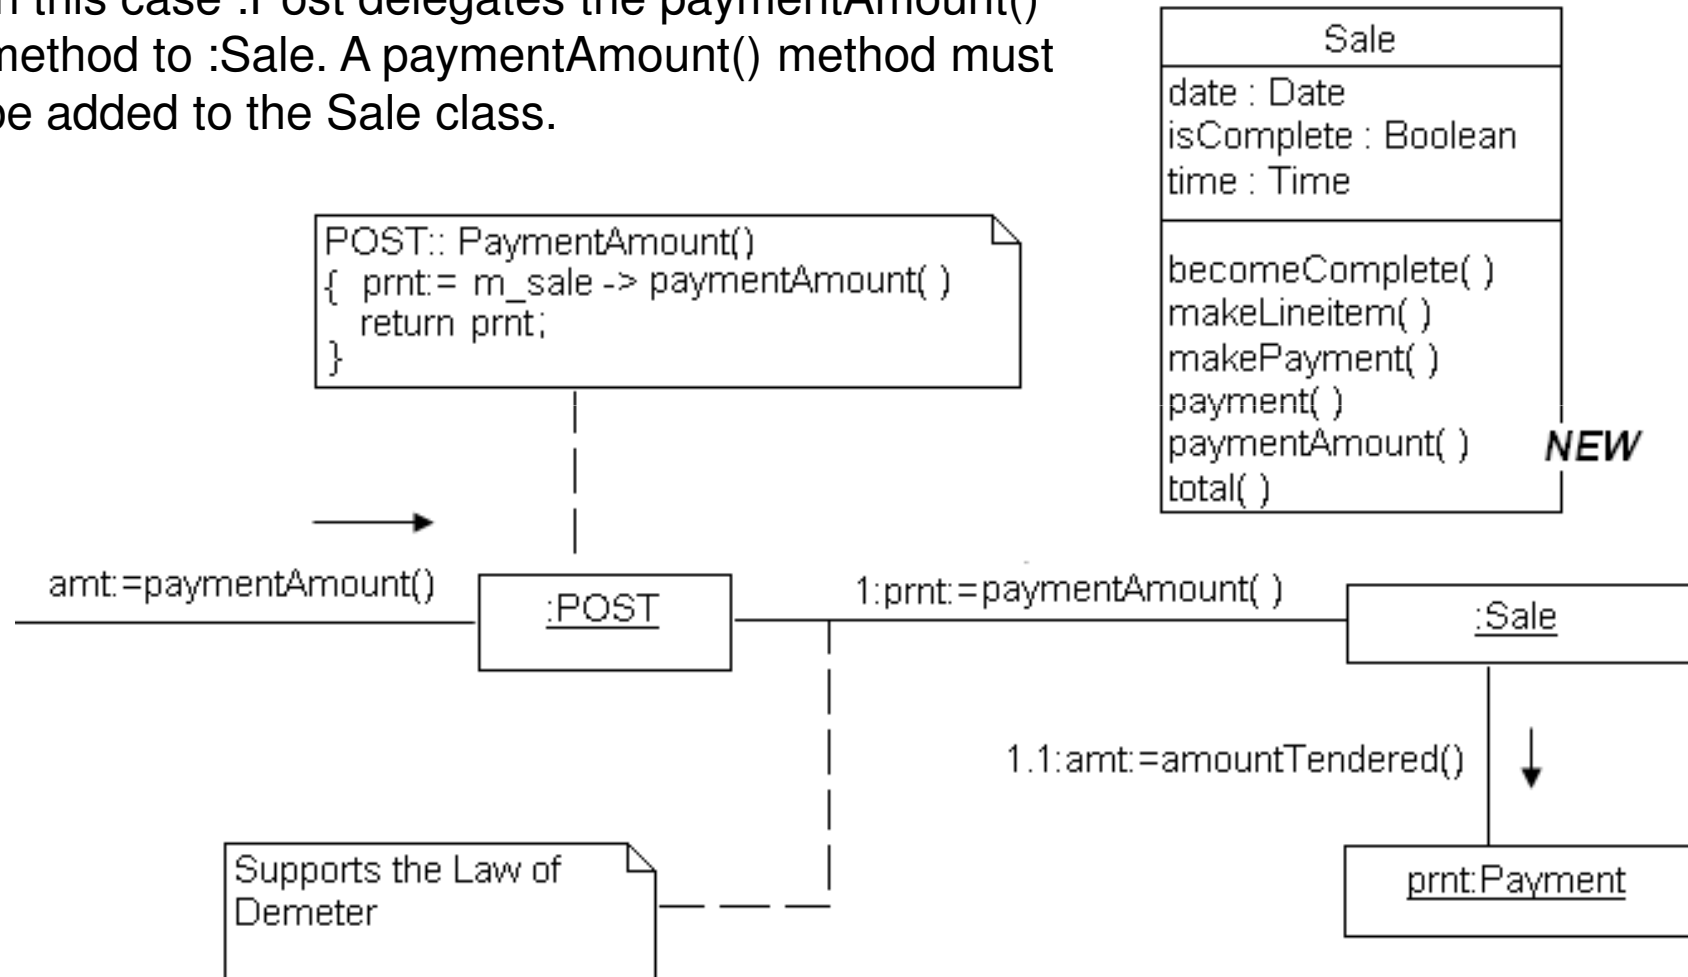 n this case :Post delegates the paymentAmount()
method to :Sale. A paymentAmount() method must
be added to the Sale class.
Sale
date : Date
isComplete : Boolean
time : Time
becomeComplete( )
makeLineitem( )
makePayment( )
payment( )
paymentAmount( ) NEW
total( )
POST:: PaymentAmount()
{ prnt:= m_sale -> paymentAmount( )
return prnt;
}
amt:=paymentAmount()
:POST
1:prnt:=paymentAmount( )
:Sale
1.1:amt:=amountTendered()
prnt:Payment
Supports the Law of
Demeter